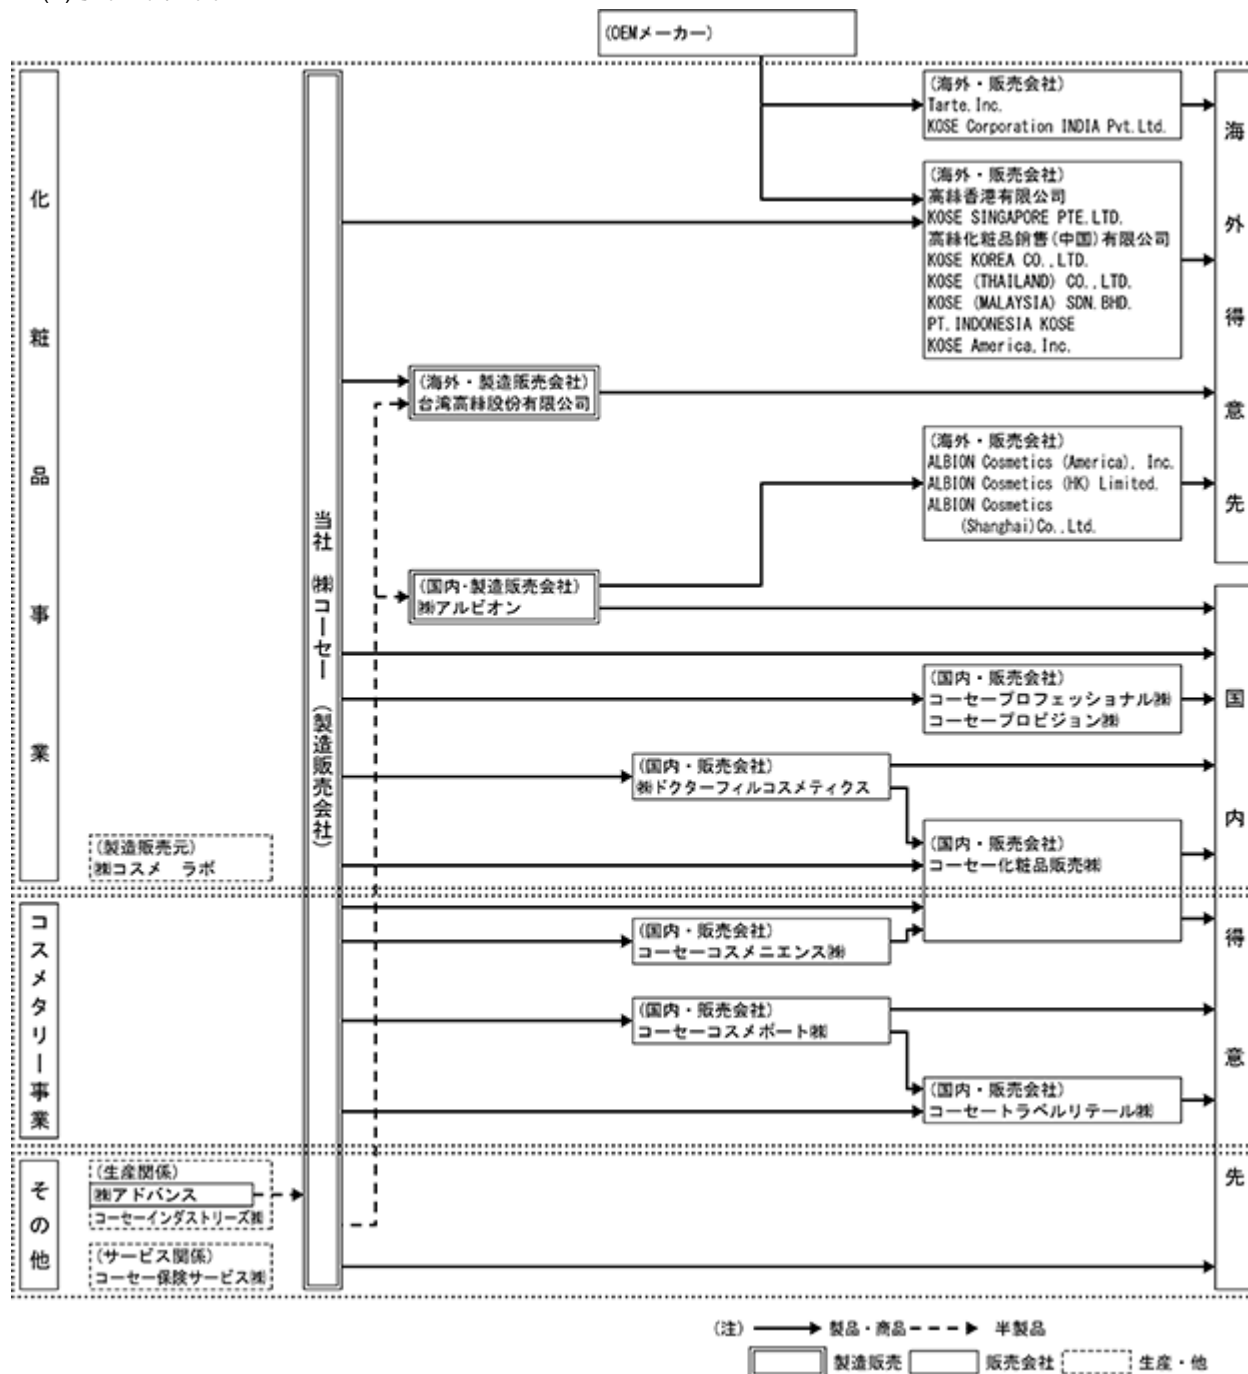 (OEMメーカー)
化粧品事業
当社 ㈱コーセー (製造販売会社)
(海外・販売会社)
Tarte,Inc.
KOSE Corporation INDIA Pvt.Ltd.
(海外・販売会社)
高絲香港有限公司
KOSE SINGAPORE PTE.LTD.
高絲化粧品銷售(中国)有限公司
KOSE KOREA CO.,LTD.
KOSE (THAILAND) CO.,LTD.
KOSE (MALAYSIA) SDN.BHD.
PT.INDONESIA KOSE
KOSE America,Inc.
海外得意先
(海外・製造販売会社)
台湾高絲股份有限公司
(海外・販売会社)
ALBION Cosmetics (America), Inc.
ALBION Cosmetics (HK) Limited.
ALBION Cosmetics
(Shanghai)Co.,Ltd.
(国内・製造販売会社)
㈱アルビオン
(国内・販売会社)
コーセープロフェッショナル㈱
コーセープロビジョン㈱
国内得意先
(国内・販売会社)
㈱ドクターフィルコスメティクス
(製造販売元)
㈱コスメ ラボ
(国内・販売会社)
コーセー化粧品販売㈱
コスメタリー事業
(国内・販売会社)
コーセーコスメニエンス㈱
(国内・販売会社)
コーセーコスメポート㈱
(国内・販売会社)
コーセートラベルリテール㈱
その他
(生産関係)
㈱アドバンス
コーセーインダストリーズ㈱
(サービス関係)
コーセー保険サービス㈱
(注) 製品・商品 半製品
製造販売 販売会社 生産・他